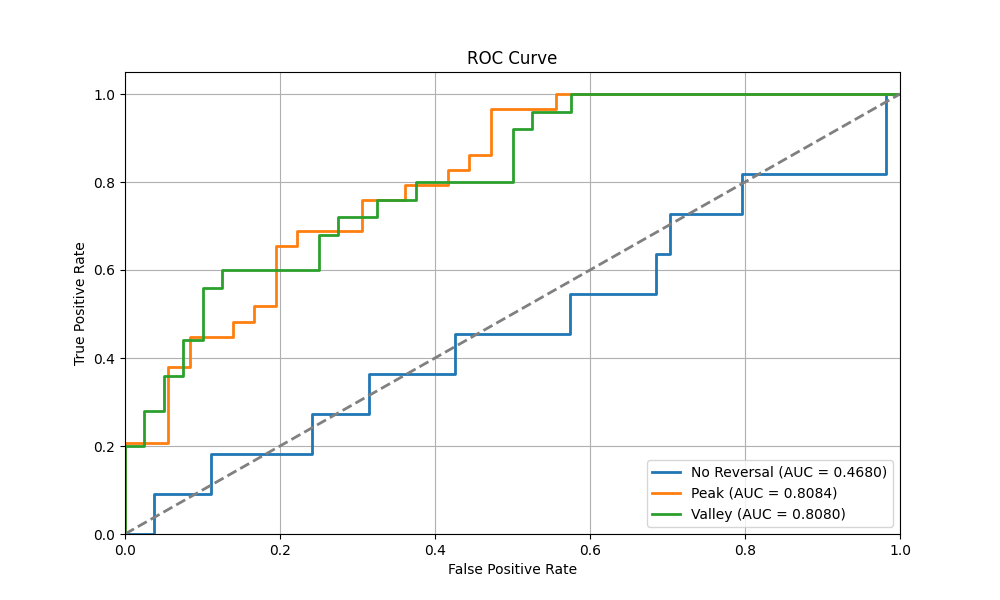 ROC Curve
1.0
0.8
0.6
0.4
0.2
0.0
True Positive Rate
0.0 0.2 0.4 0.6 0.8 1.0
False Positive Rate
No Reversal (AUC = 0.4680)
Peak (AUC = 0.8084)
Valley (AUC = 0.8080)